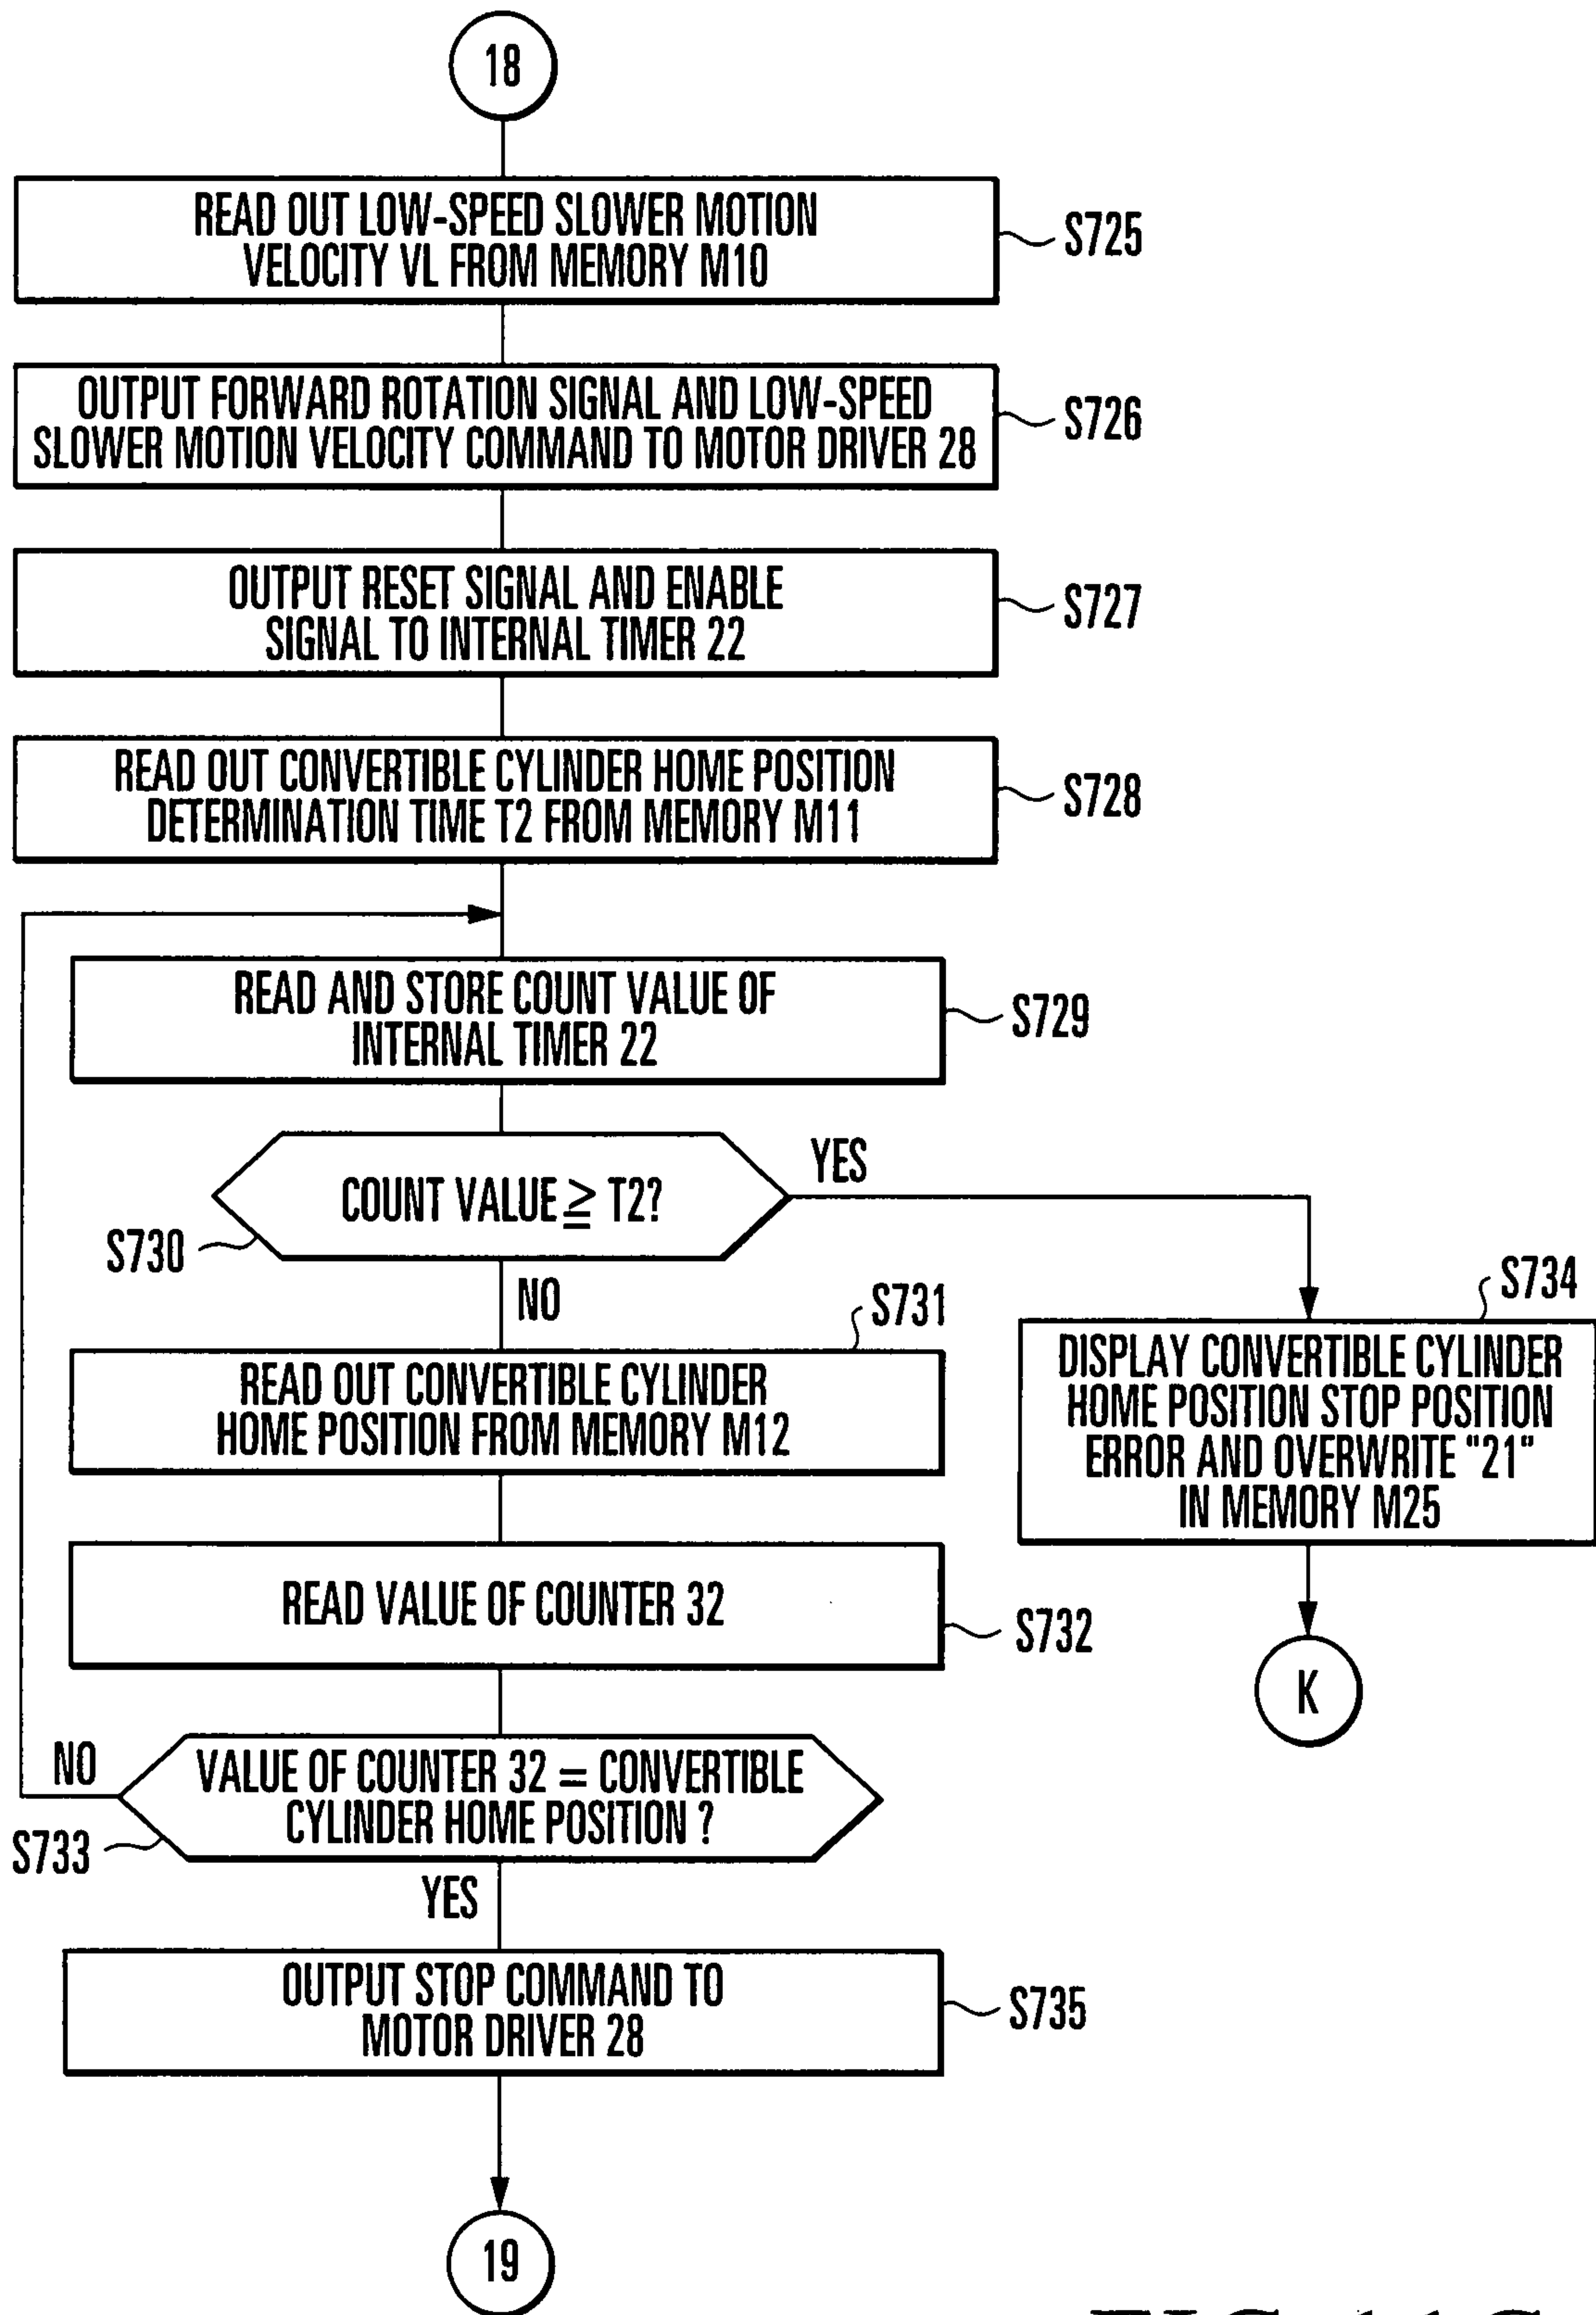 18
READ OUT LOW-SPEED SLOWER MOTION
VELOCITY VL FROM MEMORY M10
S725
OUTPUT FORWARD ROTATION SIGNAL AND LOW-SPEED
SLOWER MOTION VELOCITY COMMAND TO MOTOR DRIVER 28
S726
OUTPUT RESET SIGNAL AND ENABLE
SIGNAL TO INTERNAL TIMER 22
S727
READ OUT CONVERTIBLE CYLINDER HOME POSITION
DETERMINATION TIME T2 FROM MEMORY M11
S728
READ AND STORE COUNT VALUE OF
INTERNAL TIMER 22
S729
COUNT VALUE ≧ T2?
YES
S730
NO
S731
READ OUT CONVERTIBLE CYLINDER
HOME POSITION FROM MEMORY M12
S734
DISPLAY CONVERTIBLE CYLINDER
HOME POSITION STOP POSITION
ERROR AND OVERWRITE "21"
IN MEMORY M25
READ VALUE OF COUNTER 32
S732
K
NO
VALUE OF COUNTER 32 = CONVERTIBLE
CYLINDER HOME POSITION ?
S733
YES
OUTPUT STOP COMMAND TO
MOTOR DRIVER 28
S735
19